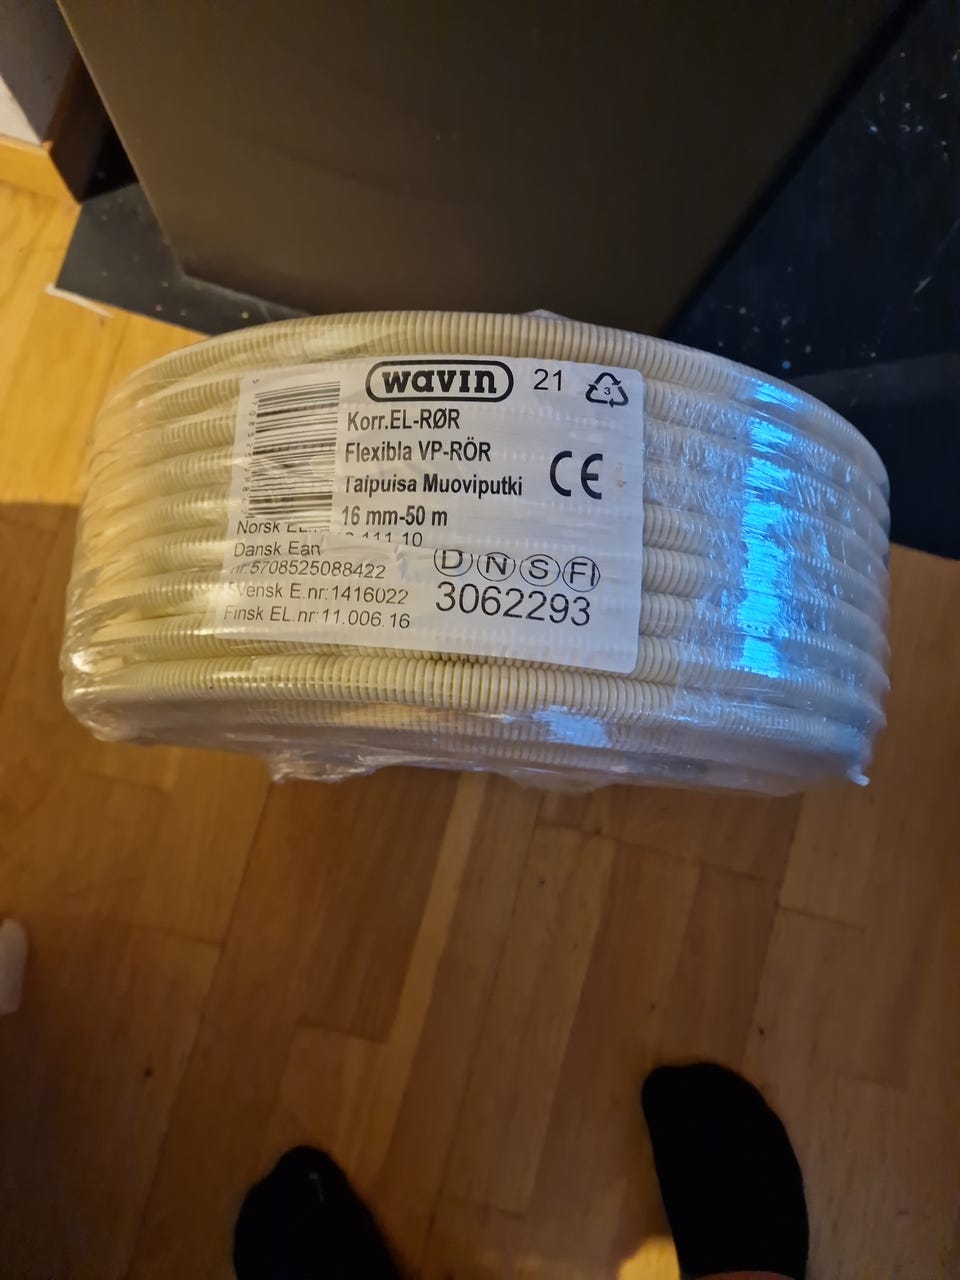 wavin 21 3
Korr.EL-RØR
Flexibla VP-RÖR
Taipuisa Muoviputki CE
16 mm-50 m
Norsk
Dansk Ean
nr.5708525088422
Svensk E.nr:1416022
Finsk EL.nr:11.006.16
D N S FI
3062293